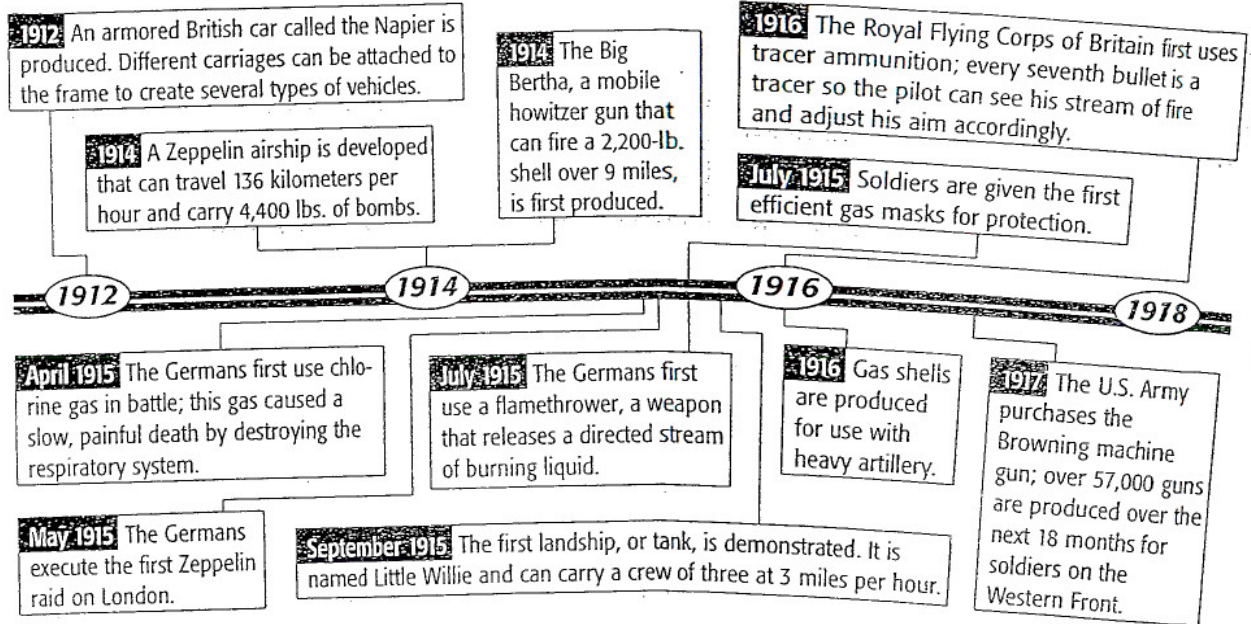 1912 An armored British car called the Napier is
produced. Different carriages can be attached to
the frame to create several types of vehicles.
1914 A Zeppelin airship is developed
that can travel 136 kilometers per
hour and carry 4,400 lbs. of bombs.
1914 The Big
Bertha, a mobile
howitzer gun that
can fire a 2,200-lb.
shell over 9 miles,
is first produced.
1916 The Royal Flying Corps of Britain first uses
tracer ammunition; every seventh bullet is a
tracer so the pilot can see his stream of fire
and adjust his aim accordingly.
July 1915 Soldiers are given the first
efficient gas masks for protection.
1912
1914
1916
1918
April 1915 The Germans first use chlo-
rine gas in battle; this gas caused a
slow, painful death by destroying the
respiratory system.
May 1915 The Germans
execute the first Zeppelin
raid on London.
July 1915 The Germans first
use a flamethrower, a weapon
that releases a directed stream
of burning liquid.
September 1915 The first landship, or tank, is demonstrated. It is
named Little Willie and can carry a crew of three at 3 miles per hour.
1916 Gas shells
are produced
for use with
heavy artillery.
1917 The U.S. Army
purchases the
Browning machine
gun; over 57,000 guns
are produced over the
next 18 months for
soldiers on the
Western Front.